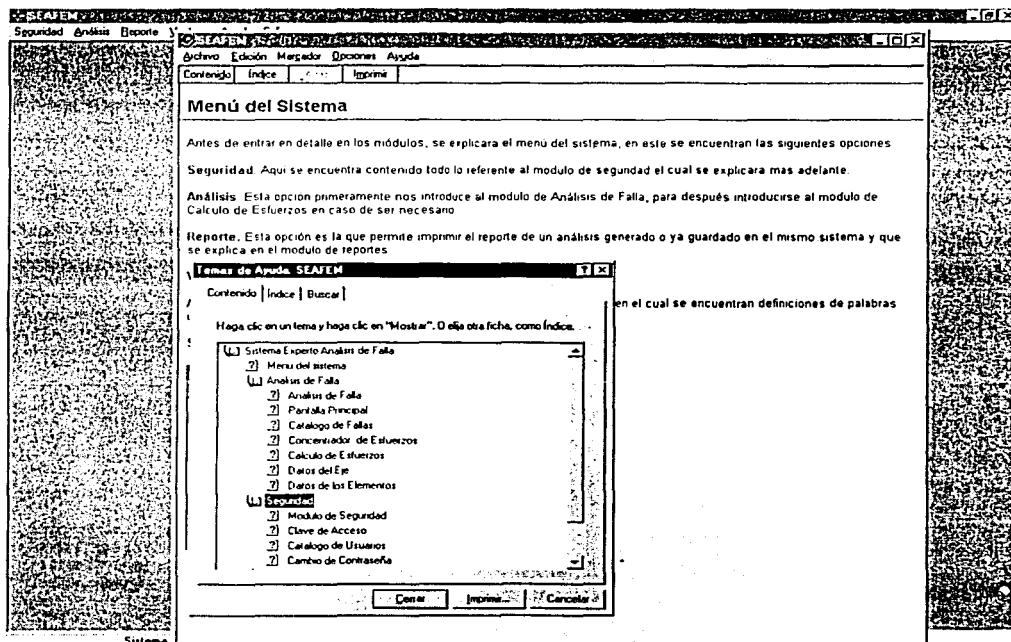 SEAFEM
Seguridad Análisis Reporte
SEAFEM
Archivo Edición Marcador Opciones Ayuda
Contenido Índice Imprimir
Menú del Sistema
Antes de entrar en detalle en los módulos, se explicara el menú del sistema, en este se encuentran las siguientes opciones
Seguridad. Aqui se encuentra contenido todo lo referente al modulo de seguridad el cual se explicara mas adelante.
Análisis Esta opción primeramente nos introduce al modulo de Análisis de Falla, para después introducirse al modulo de
Calculo de Esfuerzos en caso de ser necesario
Reporte. Esta opción es la que permite imprimir el reporte de un análisis generado o ya guardado en el mismo sistema y que
se explica en el modulo de reportes
en el cual se encuentran definiciones de palabras
Temas de Ayuda. SEAFEM
Contenido Índice Buscar
Haga clic en un tema y haga clic en "Mostrar". O elija otra ficha, como Índice.
Sistema Experto Analisis de Falla
Menu del sistema
Analisis de Falla
Analisis de Falla
Pantalla Principal
Catalogo de Fallas
Concentrador de Esfuerzos
Calculo de Esfuerzos
Datos del Eje
Datos de los Elementos
Seguridad
Modulo de Seguridad
Clave de Acceso
Catalogo de Usuarios
Cambio de Contraseña
Cerrar Imprimir... Cancelar
Sistema